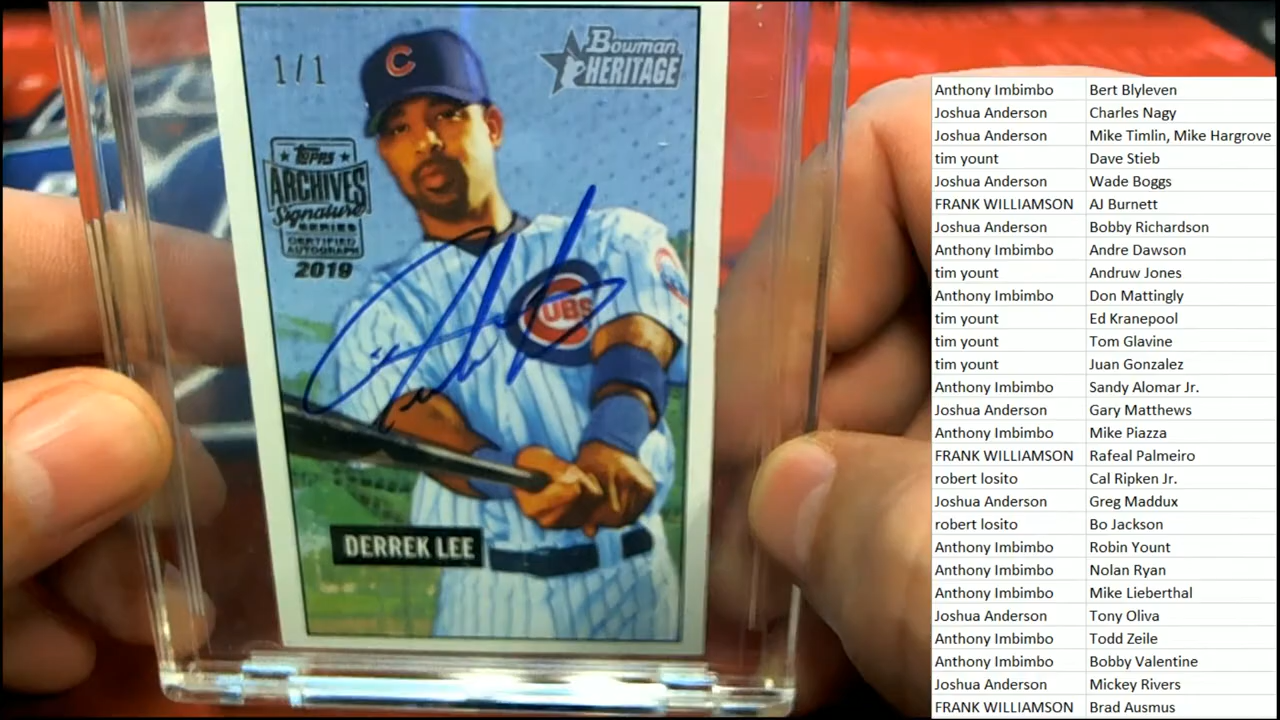 1/1
Bowman
HERITAGE
TOPPS
ARCHIVES
Signature
SERIES
CERTIFIED
AUTOGRAPH
2019
C
CUBS
DERREK LEE
Anthony Imbimbo Bert Blyleven
Joshua Anderson Charles Nagy
Joshua Anderson Mike Timlin, Mike Hargrove
tim yount Dave Stieb
Joshua Anderson Wade Boggs
FRANK WILLIAMSON AJ Burnett
Joshua Anderson Bobby Richardson
Anthony Imbimbo Andre Dawson
tim yount Andruw Jones
Anthony Imbimbo Don Mattingly
tim yount Ed Kranepool
tim yount Tom Glavine
tim yount Juan Gonzalez
Anthony Imbimbo Sandy Alomar Jr.
Joshua Anderson Gary Matthews
Anthony Imbimbo Mike Piazza
FRANK WILLIAMSON Rafeal Palmeiro
robert losito Cal Ripken Jr.
Joshua Anderson Greg Maddux
robert losito Bo Jackson
Anthony Imbimbo Robin Yount
Anthony Imbimbo Nolan Ryan
Anthony Imbimbo Mike Lieberthal
Joshua Anderson Tony Oliva
Anthony Imbimbo Todd Zeile
Anthony Imbimbo Bobby Valentine
Joshua Anderson Mickey Rivers
FRANK WILLIAMSON Brad Ausmus